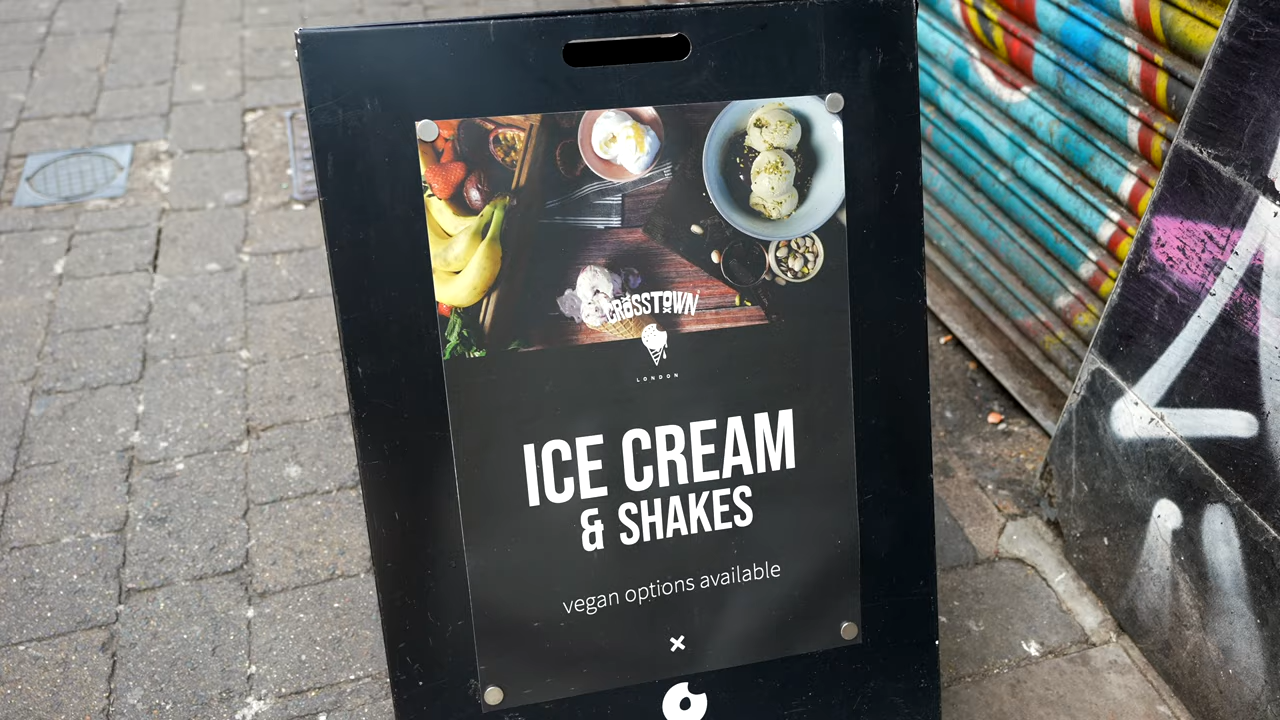 CROSSTOWN
LONDON
ICE CREAM
& SHAKES
vegan options available